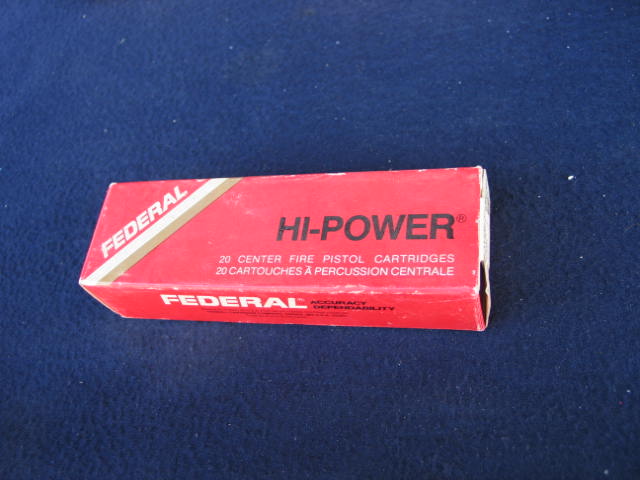 FEDERAL
HI-POWER®
20 CENTER FIRE PISTOL CARTRIDGES
20 CARTOUCHES À PERCUSSION CENTRALE
FEDERAL® ACCURACY
DEPENDABILITY